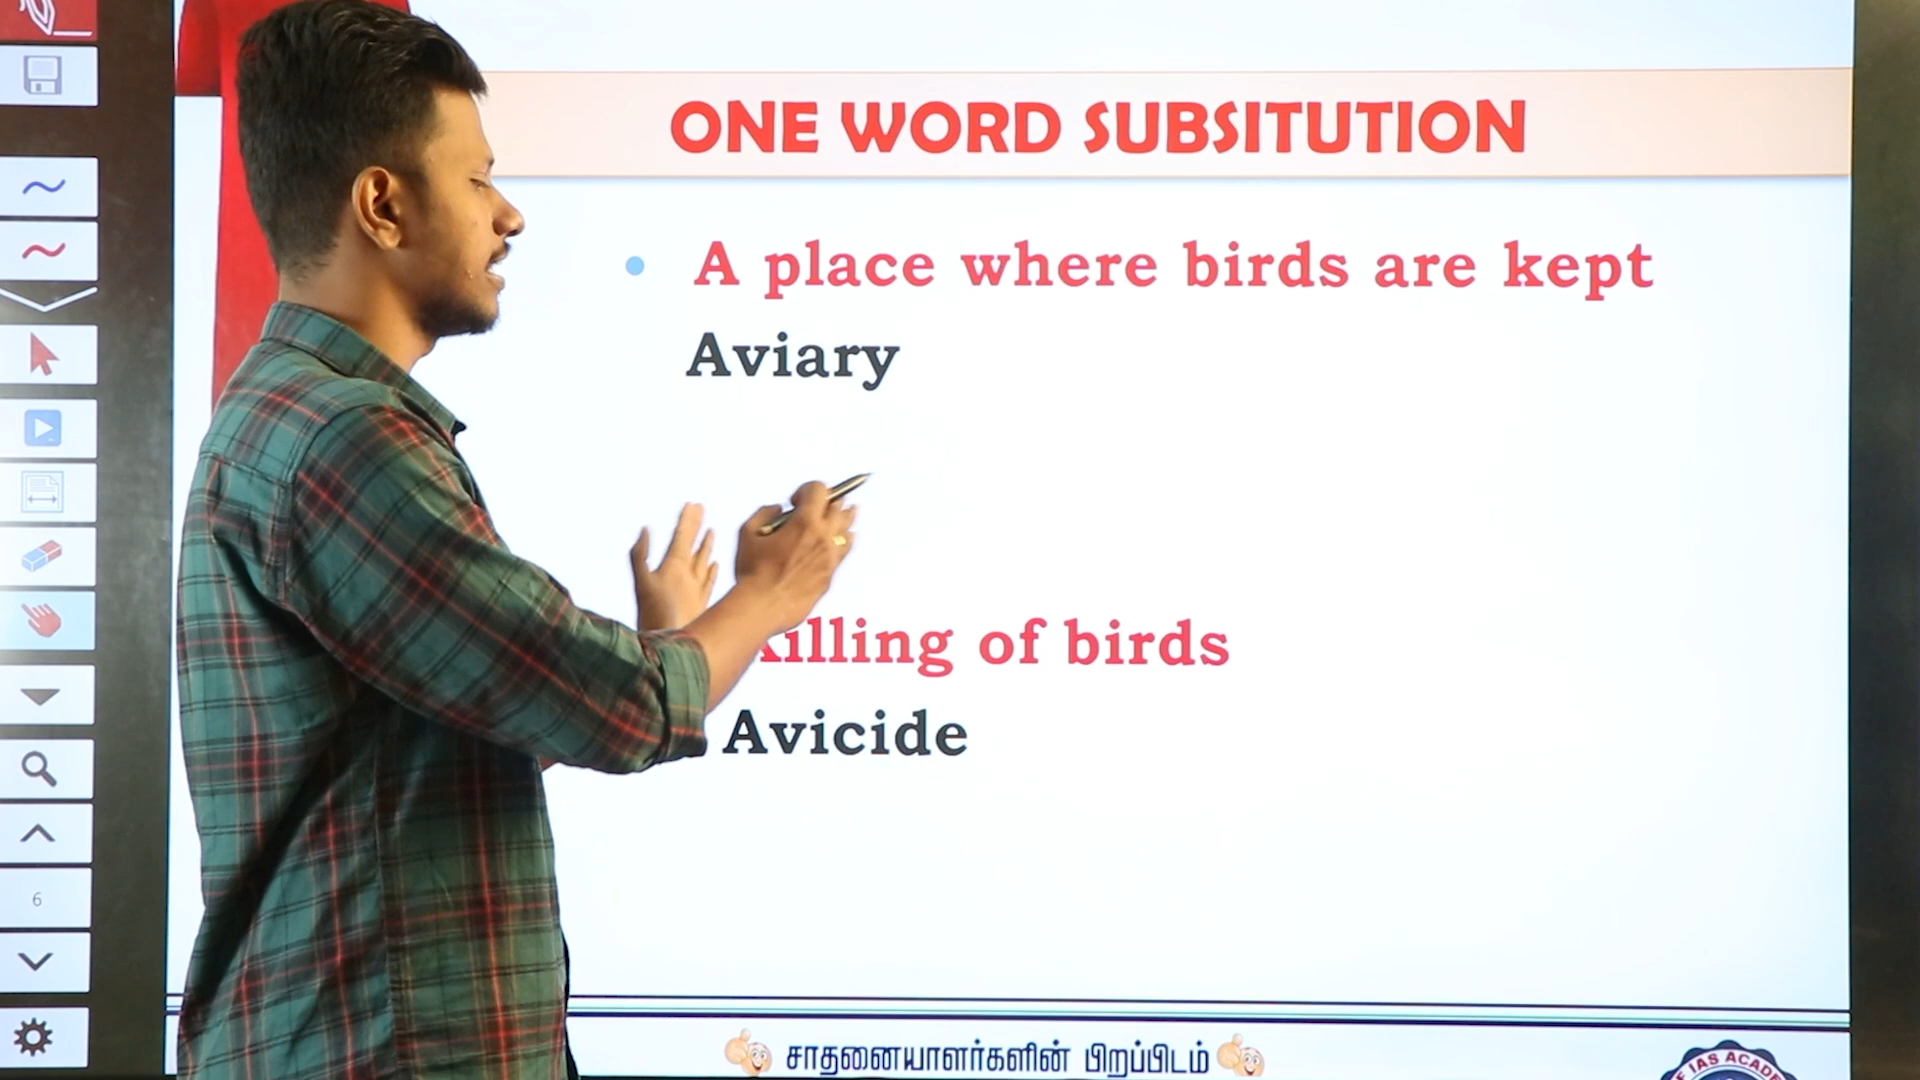 ONE WORD SUBSITUTION
• A place where birds are kept
Aviary
illing of birds
Avicide
6
சாதனையாளர்களின் பிறப்பிடம்
IAS ACADE